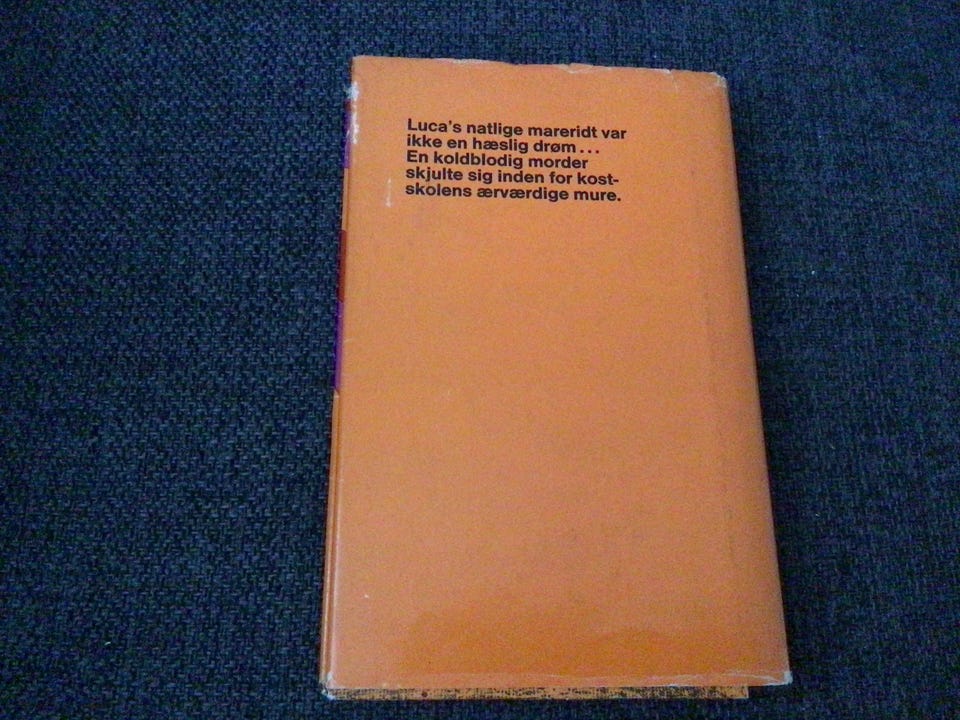 Luca's natlige mareridt var
ikke en hæslig drøm...
En koldblodig morder
skjulte sig inden for kost-
skolens ærværdige mure.